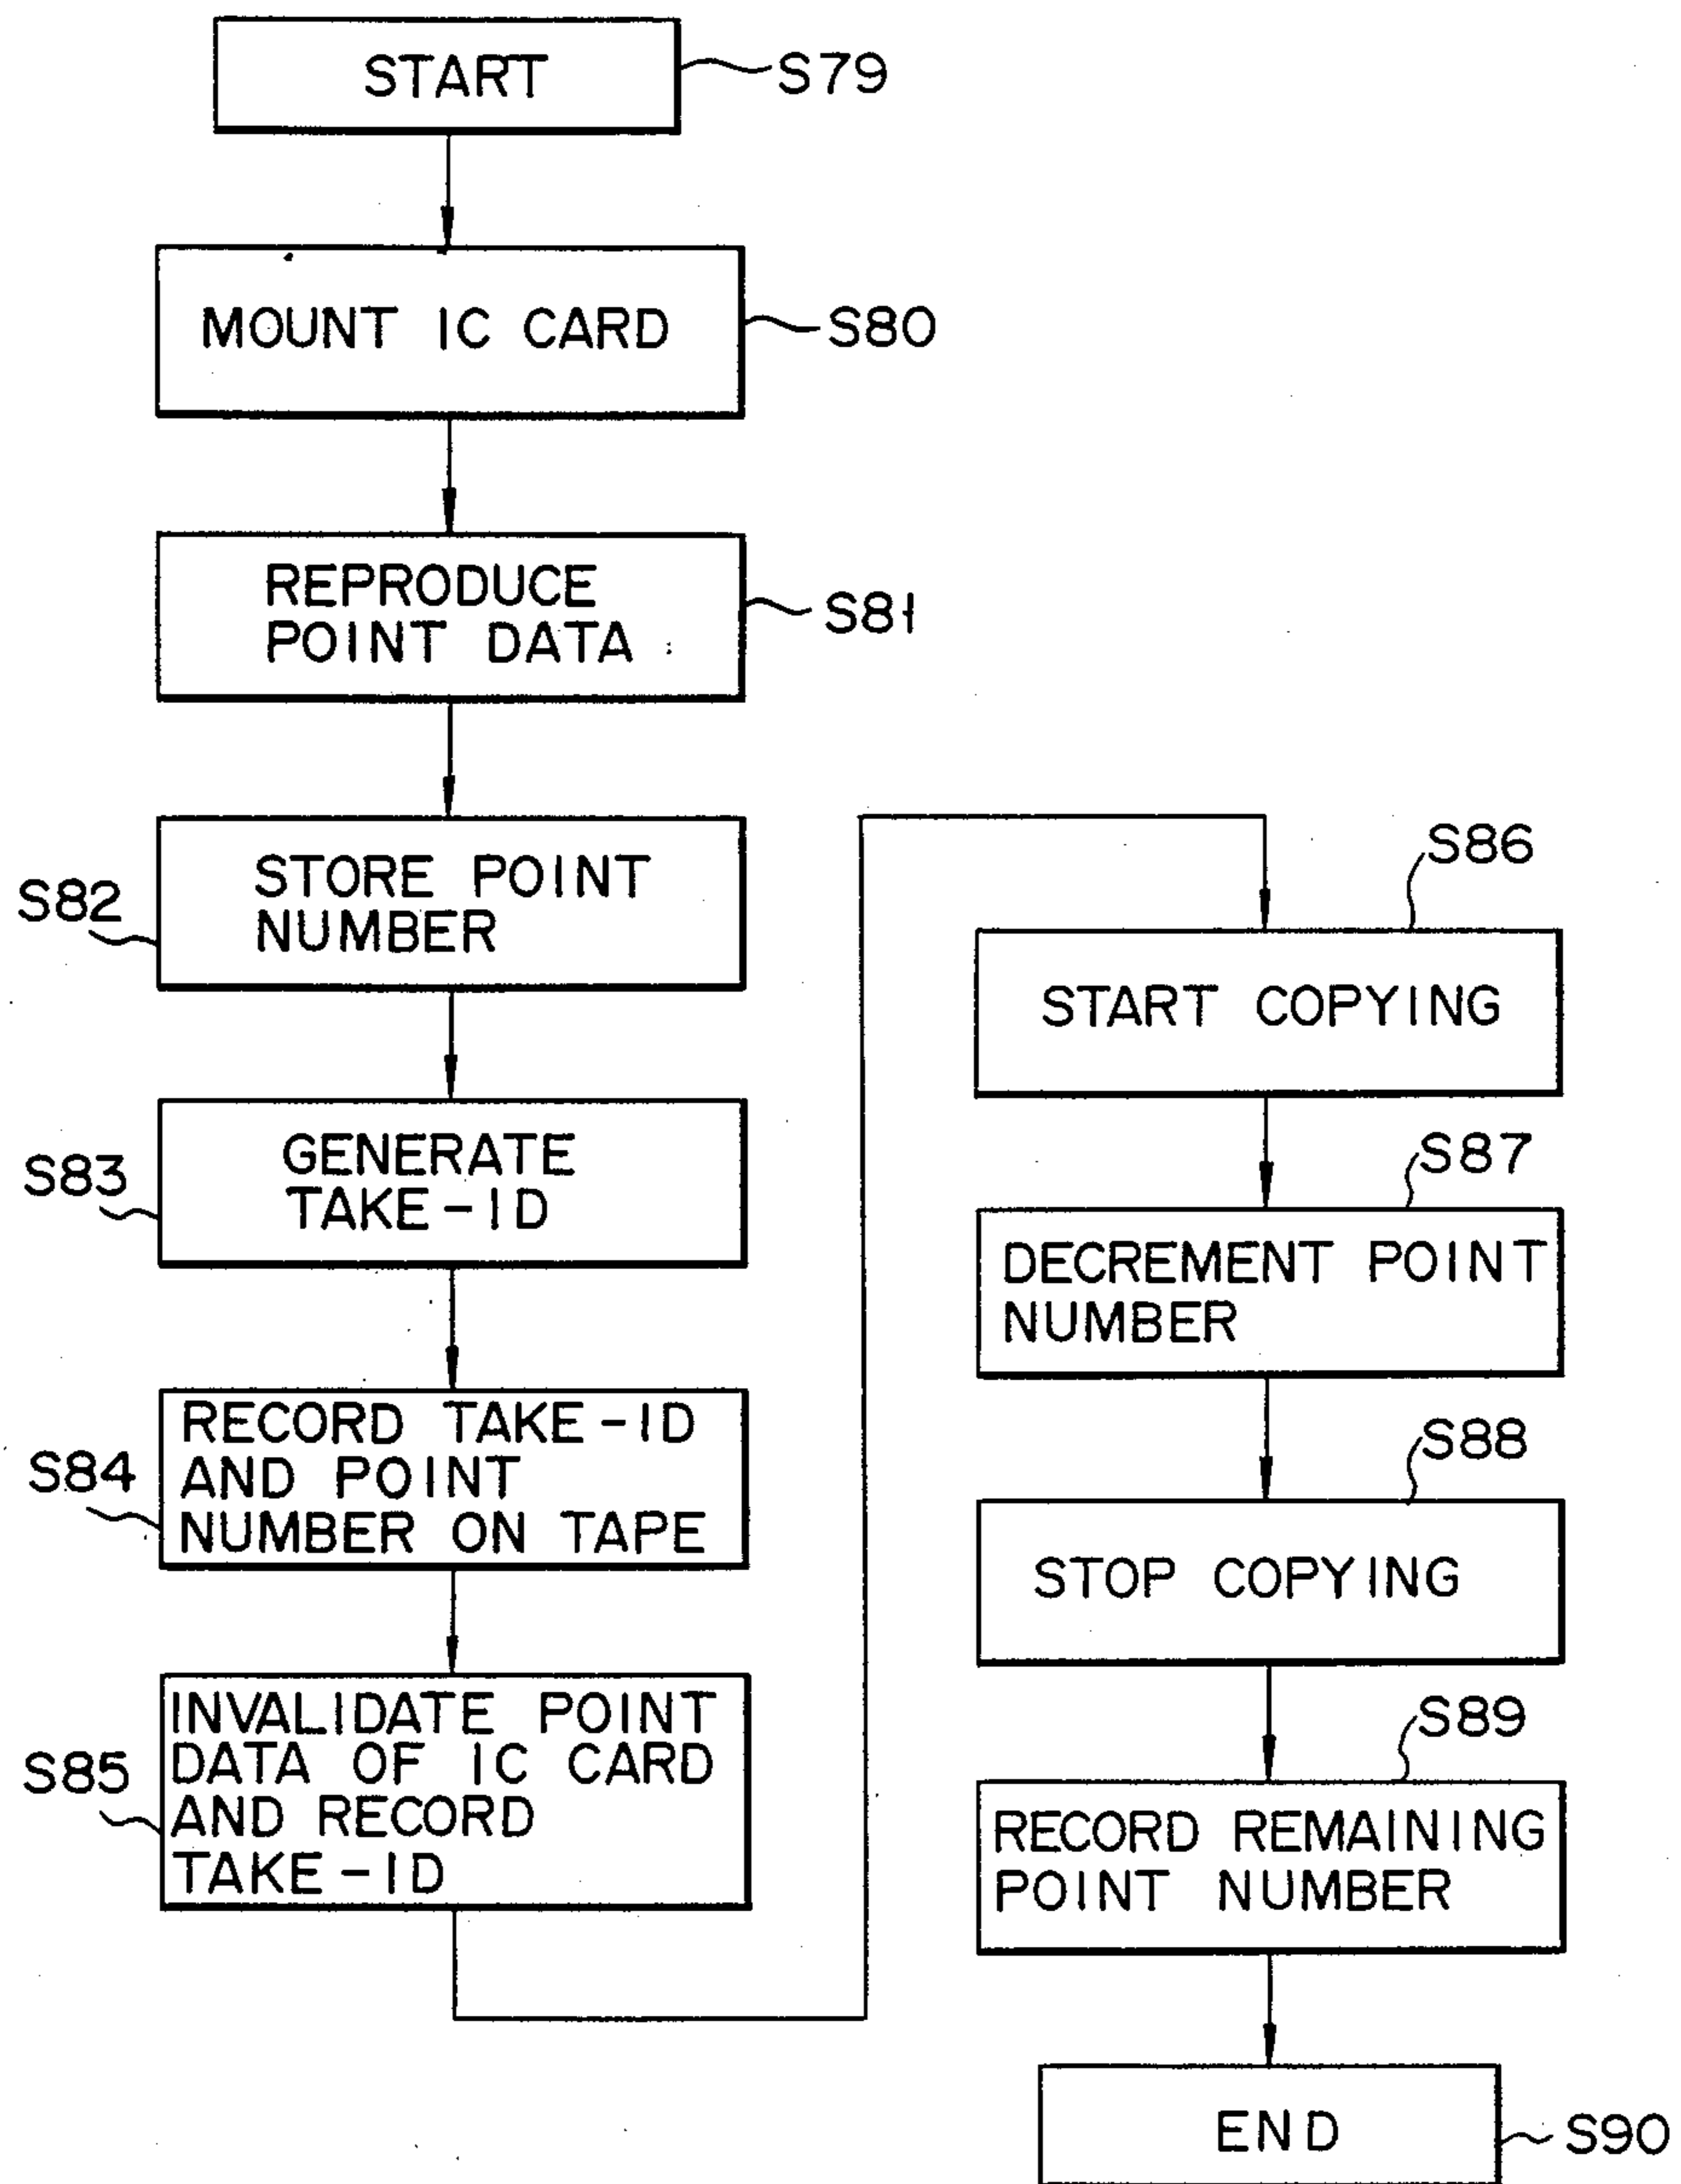 START
S79
MOUNT IC CARD
S80
REPRODUCE
POINT DATA
S81
STORE POINT
NUMBER
S82
GENERATE
TAKE-ID
S83
RECORD TAKE-ID
AND POINT
NUMBER ON TAPE
S84
INVALIDATE POINT
DATA OF IC CARD
AND RECORD
TAKE-ID
S85
S86
START COPYING
S87
DECREMENT POINT
NUMBER
S88
STOP COPYING
S89
RECORD REMAINING
POINT NUMBER
END
S90